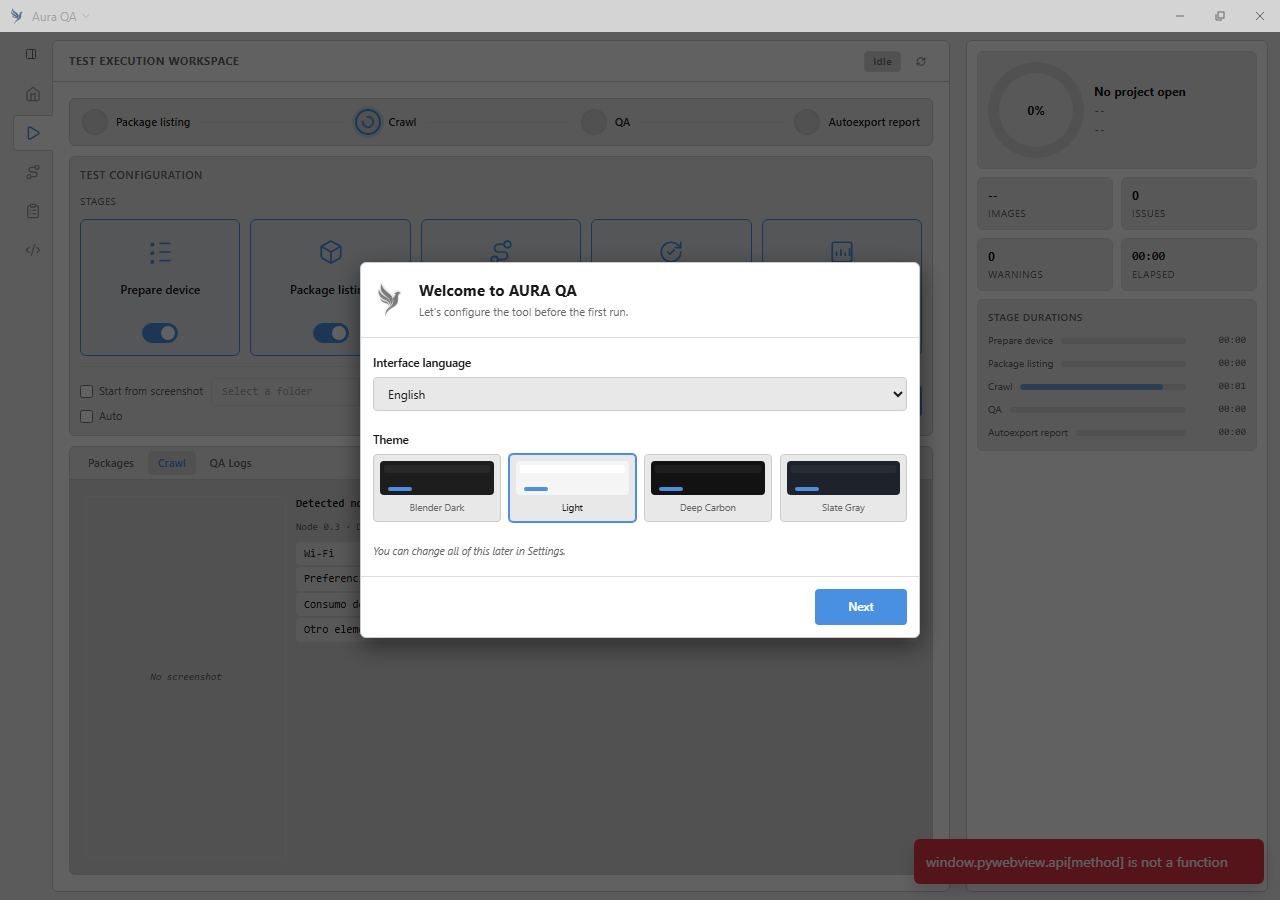 Aura QA
TEST EXECUTION WORKSPACE
Idle
Package listing
Crawl
QA
Autoexport report
TEST CONFIGURATION
STAGES
Prepare device
Package listin
Start from screenshot
Select a folder
Auto
Packages
Crawl
QA Logs
Detected no
Node 0.3 ·
Wi-Fi
Preferenc
Consumo de
Otro eleme
No screenshot
Welcome to AURA QA
Let's configure the tool before the first run.
Interface language
English
Theme
Blender Dark
Light
Deep Carbon
Slate Gray
You can change all of this later in Settings.
Next
0%
No project open
--
--
--
IMAGES
0
ISSUES
0
WARNINGS
00:00
ELAPSED
STAGE DURATIONS
Prepare device 00:00
Package listing 00:00
Crawl 00:01
QA 00:00
Autoexport report 00:00
window.pywebview.api[method] is not a function